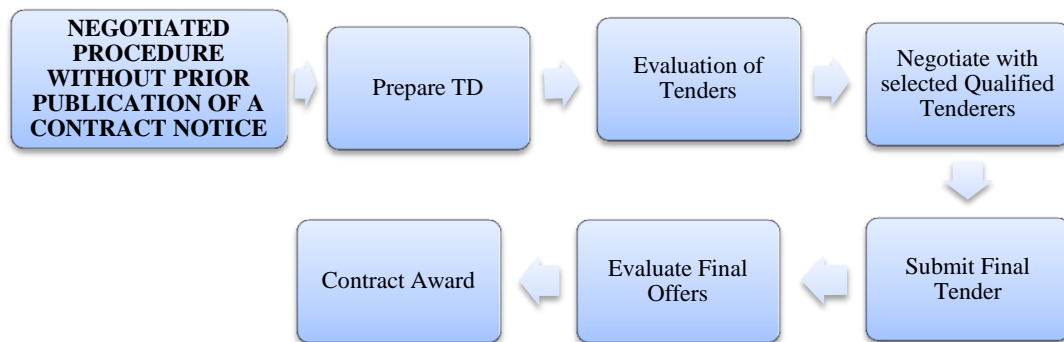 NEGOTIATED
PROCEDURE
WITHOUT PRIOR
PUBLICATION OF A
CONTRACT NOTICE
Prepare TD
Evaluation of
Tenders
Negotiate with
selected Qualified
Tenderers
Submit Final
Tender
Evaluate Final
Offers
Contract Award